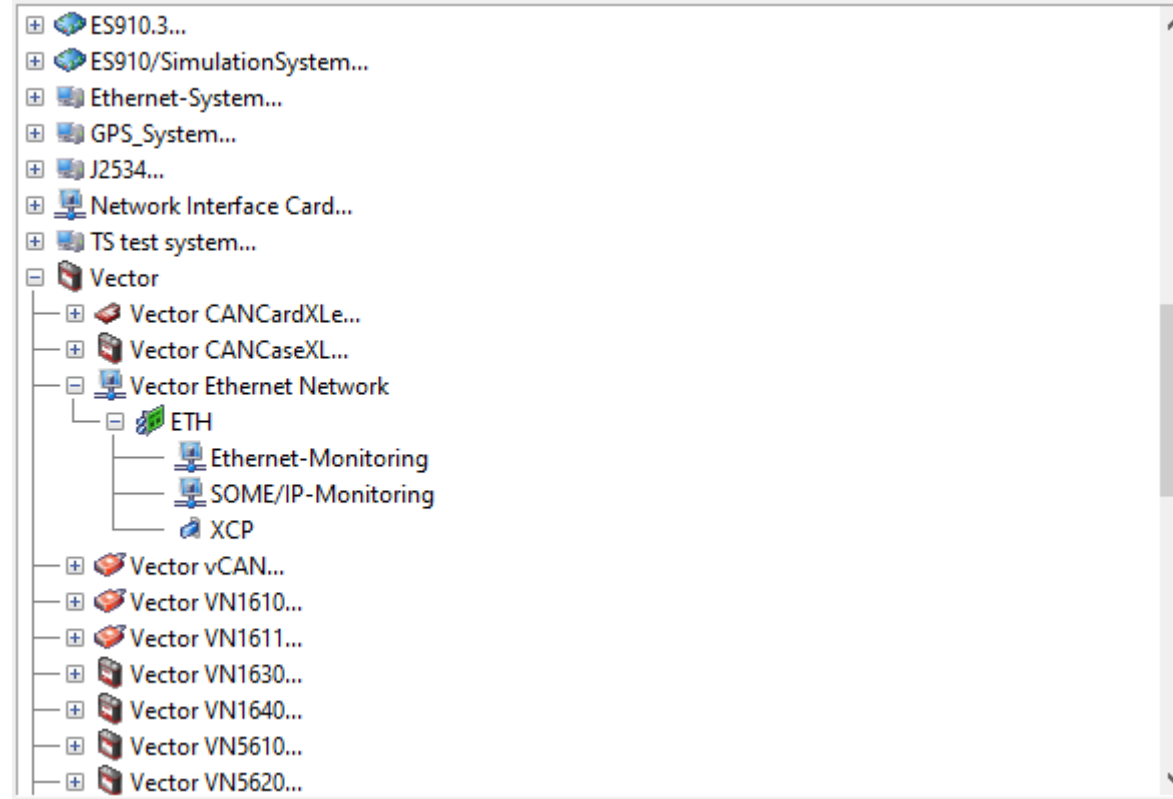 ES910.3...
ES910/SimulationSystem...
Ethernet-System...
GPS_System...
J2534...
Network Interface Card...
TS test system...
Vector
Vector CANCardXLe...
Vector CANCaseXL...
Vector Ethernet Network
ETH
Ethernet-Monitoring
SOME/IP-Monitoring
XCP
Vector vCAN...
Vector VN1610...
Vector VN1611...
Vector VN1630...
Vector VN1640...
Vector VN5610...
Vector VN5620...